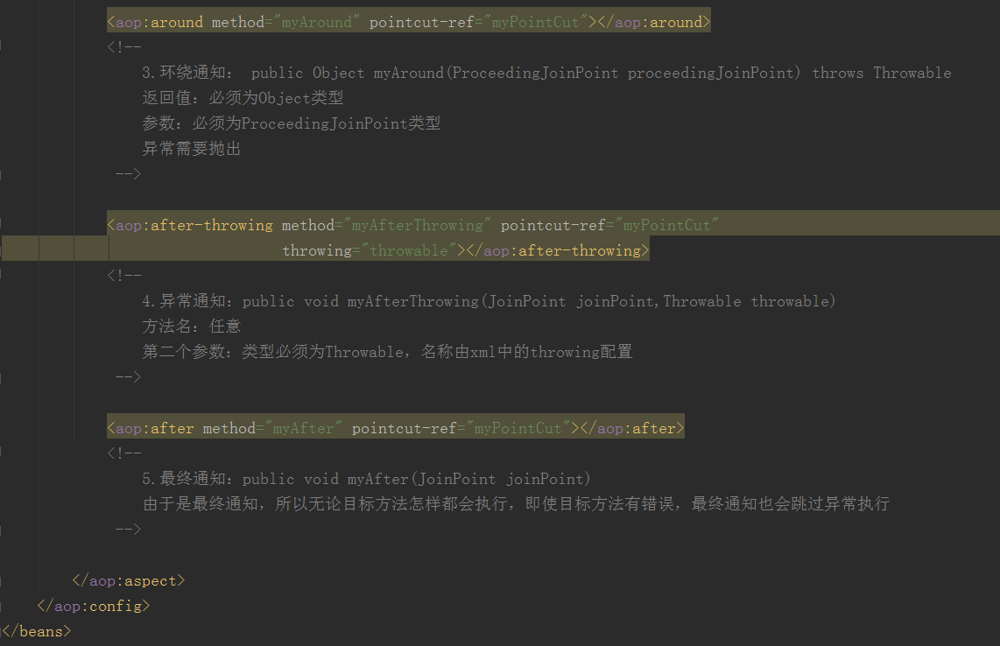 <aop:around method="myAround" pointcut-ref="myPointCut"></aop:around>
<!--
3.环绕通知： public Object myAround(ProceedingJoinPoint proceedingJoinPoint) throws Throwable
返回值：必须为Object类型
参数：必须为ProceedingJoinPoint类型
异常需要抛出
-->
<aop:after-throwing method="myAfterThrowing" pointcut-ref="myPointCut"
throwing="throwable"></aop:after-throwing>
<!--
4.异常通知：public void myAfterThrowing(JoinPoint joinPoint,Throwable throwable)
方法名：任意
第二个参数：类型必须为Throwable，名称由xml中的throwing配置
-->
<aop:after method="myAfter" pointcut-ref="myPointCut"></aop:after>
<!--
5.最终通知：public void myAfter(JoinPoint joinPoint)
由于是最终通知，所以无论目标方法怎样都会执行，即使目标方法有错误，最终通知也会跳过异常执行
-->
</aop:aspect>
</aop:config>
</beans>